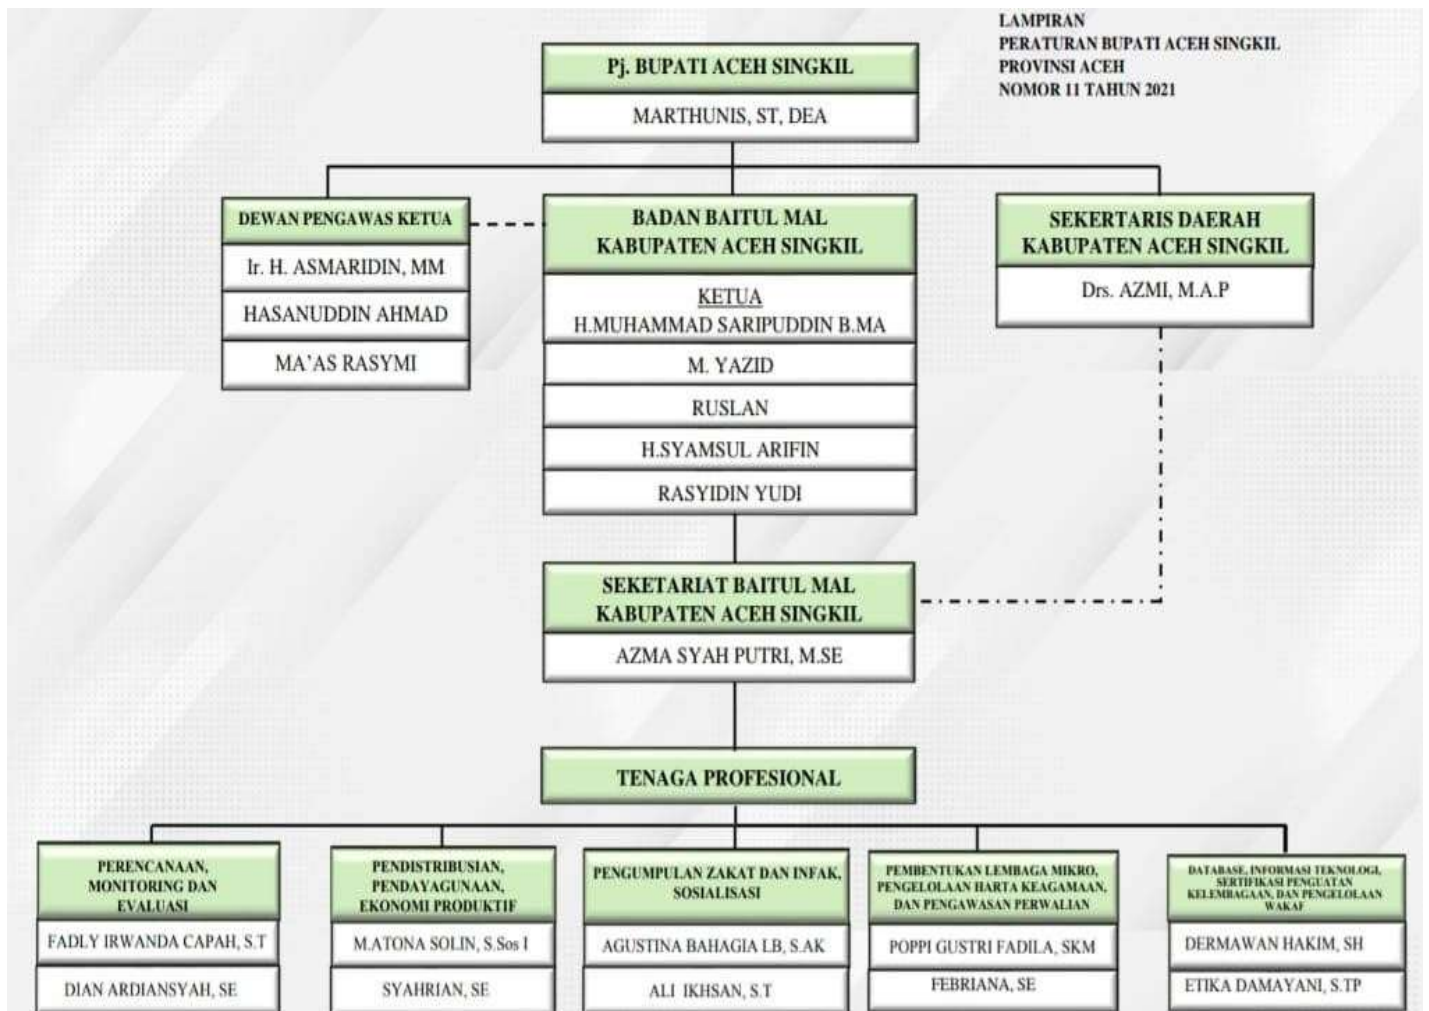 LAMPIRAN
PERATURAN BUPATI ACEH SINGKIL
PROVINSI ACEH
NOMOR 11 TAHUN 2021
Pj. BUPATI ACEH SINGKIL
MARTHUNIS, ST, DEA
DEWAN PENGAWAS KETUA
Ir. H. ASMARIDIN, MM
HASANUDDIN AHMAD
MA'AS RASYMI
BADAN BAITUL MAL
KABUPATEN ACEH SINGKIL
KETUA
H.MUHAMMAD SARIPUDDIN B.MA
M. YAZID
RUSLAN
H.SYAMSUL ARIFIN
RASYIDIN YUDI
SEKERTARIS DAERAH
KABUPATEN ACEH SINGKIL
Drs. AZMI, M.A.P
SEKETARIAT BAITUL MAL
KABUPATEN ACEH SINGKIL
AZMA SYAH PUTRI, M.SE
TENAGA PROFESIONAL
PERENCANAAN,
MONITORING DAN
EVALUASI
FADLY IRWANDA CAPAH, S.T
DIAN ARDIANSYAH, SE
PENDISTRIBUSIAN,
PENDAYAGUNAAN,
EKONOMI PRODUKTIF
M.ATONA SOLIN, S.Sos I
SYAHRIAN, SE
PENGUMPULAN ZAKAT DAN INFAK,
SOSIALISASI
AGUSTINA BAHAGIA LB, S.AK
ALI IKHSAN, S.T
PEMBENTUKAN LEMBAGA MIKRO,
PENGELOLAAN HARTA KEAGAMAAN,
DAN PENGAWASAN PERWALIAN
POPPI GUSTRI FADILA, SKM
FEBRIANA, SE
DATABASE, INFORMASI TEKNOLOGI,
SERTIFIKASI PENGUATAN
KELEMBAGAAN, DAN PENGELOLAAN
WAKAF
DERMAWAN HAKIM, SH
ETIKA DAMAYANI, S.TP